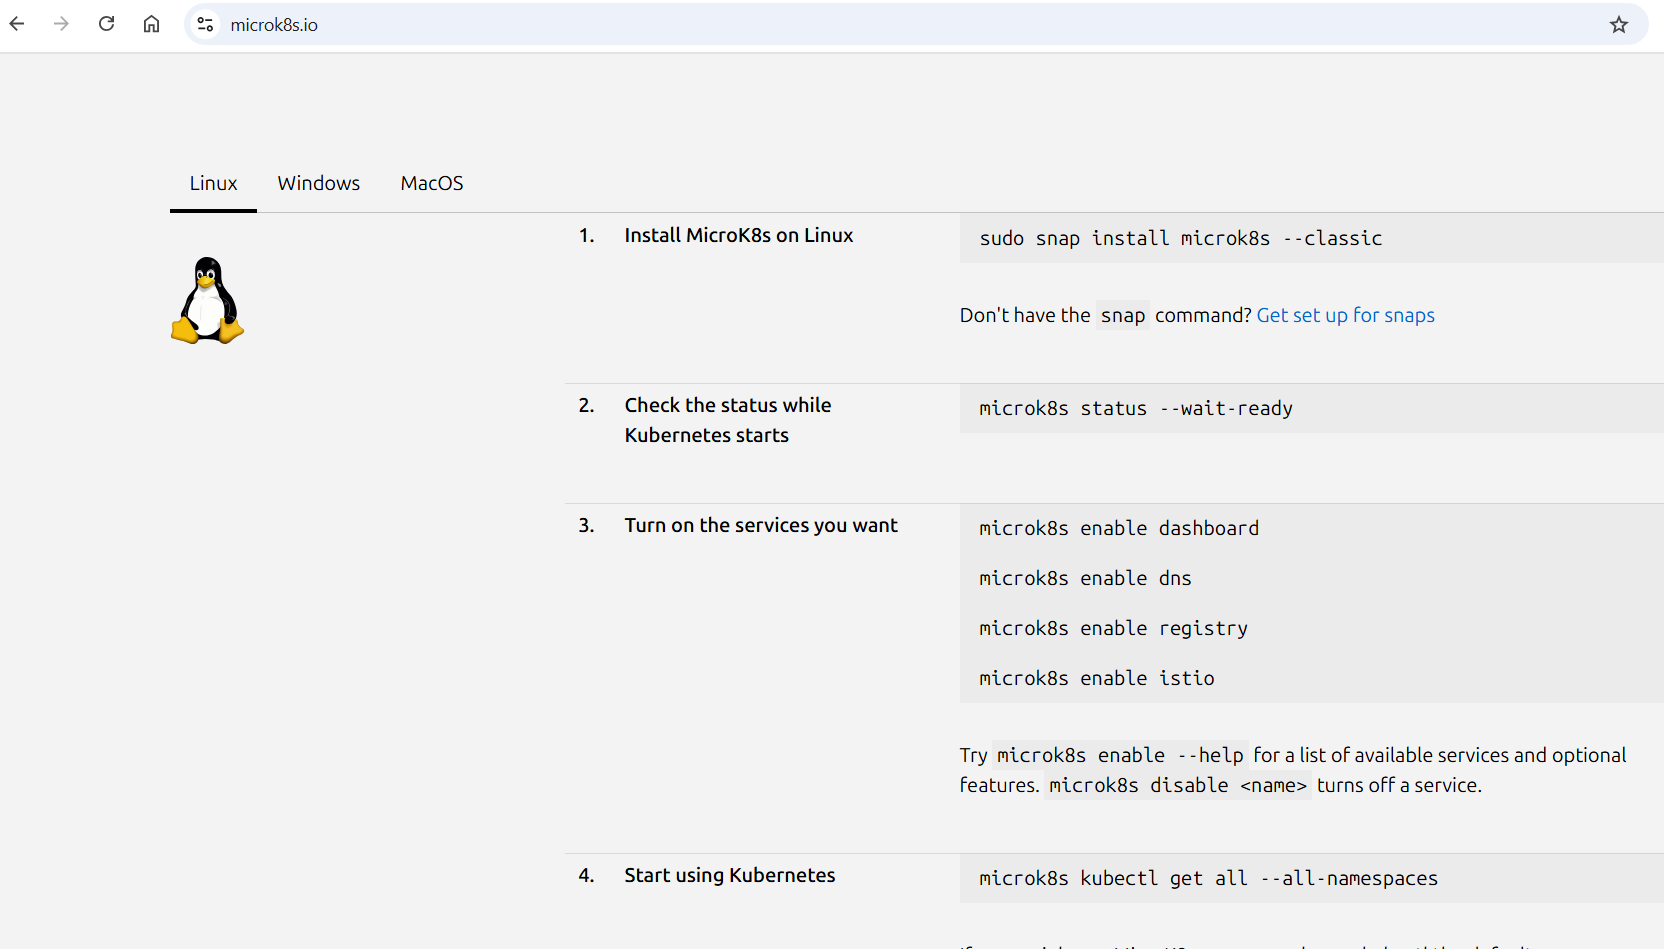 microk8s.io
Linux Windows MacOS
1. Install MicroK8s on Linux
sudo snap install microk8s --classic
Don't have the snap command? Get set up for snaps
2. Check the status while
Kubernetes starts
microk8s status --wait-ready
3. Turn on the services you want
microk8s enable dashboard
microk8s enable dns
microk8s enable registry
microk8s enable istio
Try microk8s enable --help for a list of available services and optional
features. microk8s disable <name> turns off a service.
4. Start using Kubernetes
microk8s kubectl get all --all-namespaces